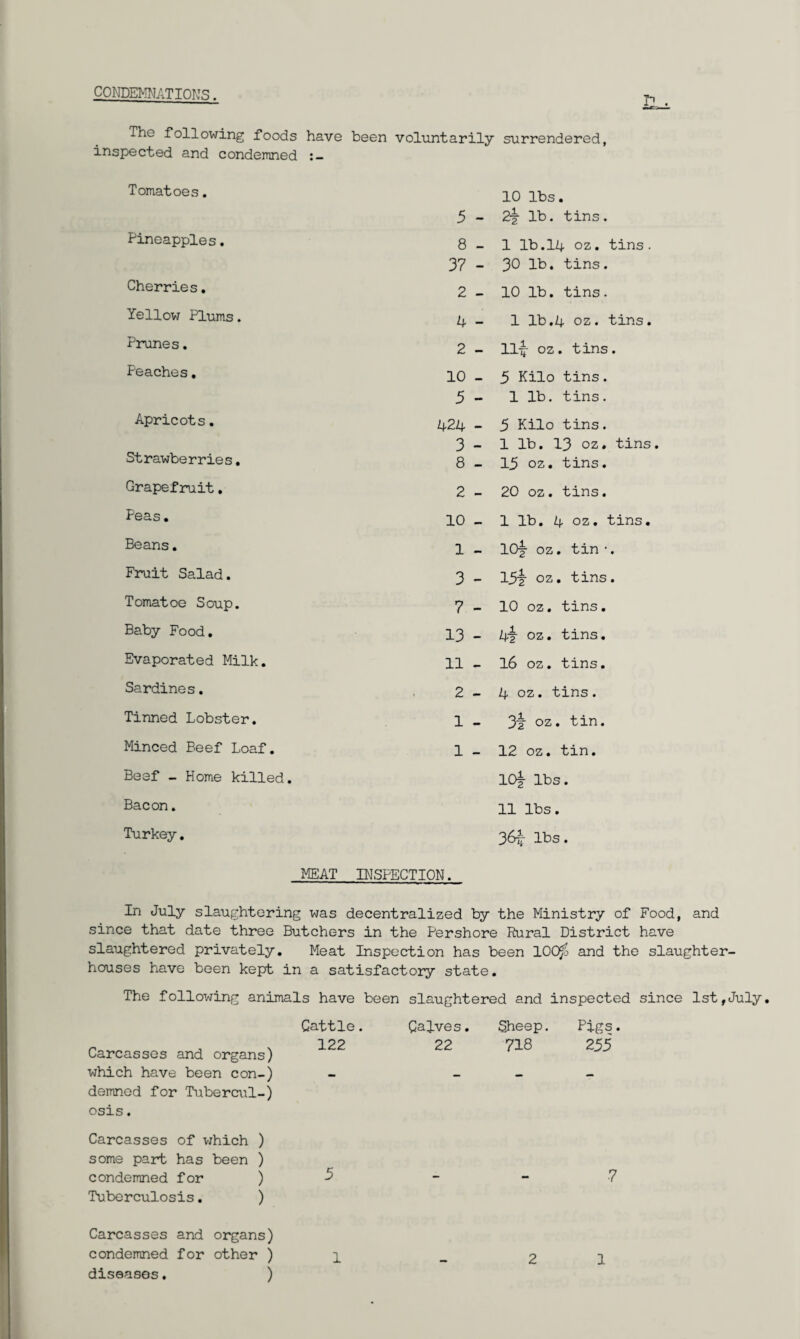 CONDEMNATIONS.
The following foods have been voluntarily surrendered,
inspected and condemned :-
Tomatoes. 10 lbs.
5 - 2½ lb. tins.
Pineapples. 8 - 1 lb.14 oz. tins.
37 - 30 lb. tins.
Cherries. 2 - 10 lb. tins.
Yellow Plums. 4 - 1 lb.4 oz. tins.
Prunes. 2 - 11¼ oz. tins.
Peaches. 10 - 5 Kilo tins.
5 - 1 lb. tins.
Apricots. 424 - 5 Kilo tins.
3 - 1 lb. 13 oz. tins.
Strawberries. 8 - 15 oz. tins.
Grapefruit. 2 - 20 oz. tins.
Peas. 10 - 1 lb. 4 oz. tins.
Beans. 1 - 10½ oz. tin.
Fruit Salad. 3 - 15½ oz. tins.
Tomatoe Soup. 7 - 10 oz. tins.
Baby Food. 13 - 4½ oz. tins.
Evaporated Milk. 11 - 16 oz. tins.
Sardines. 2 - 4 oz. tins.
Tinned Lobster. 1 - 3½ oz. tin.
Minced Beef Loaf. 1 - 12 oz. tin.
Beef - Home killed. 10½ lbs.
Bacon. 11 lbs.
Turkey. 36¼ lbs.
MEAT INSPECTION.
In July slaughtering was decentralized by the Ministry of Food, and
since that date three Butchers in the Pershore Rural District have
slaughtered privately. Meat Inspection has been 100% and the slaughter-
houses have been kept in a satisfactory state.
The following animals have been slaughtered and inspected since 1st,July.
Cattle. Calves. Sheep. Pigs.
122 22 718 255
Carcasses and organs)
which have been con-) - - - -
demned for Tubercul-)
osis.
Carcasses of which )
some part has been )
condemned for ) 5 - - 7
Tuberculosis. )
Carcasses and organs)
condemned for other ) 1 - 2 1
diseases. )